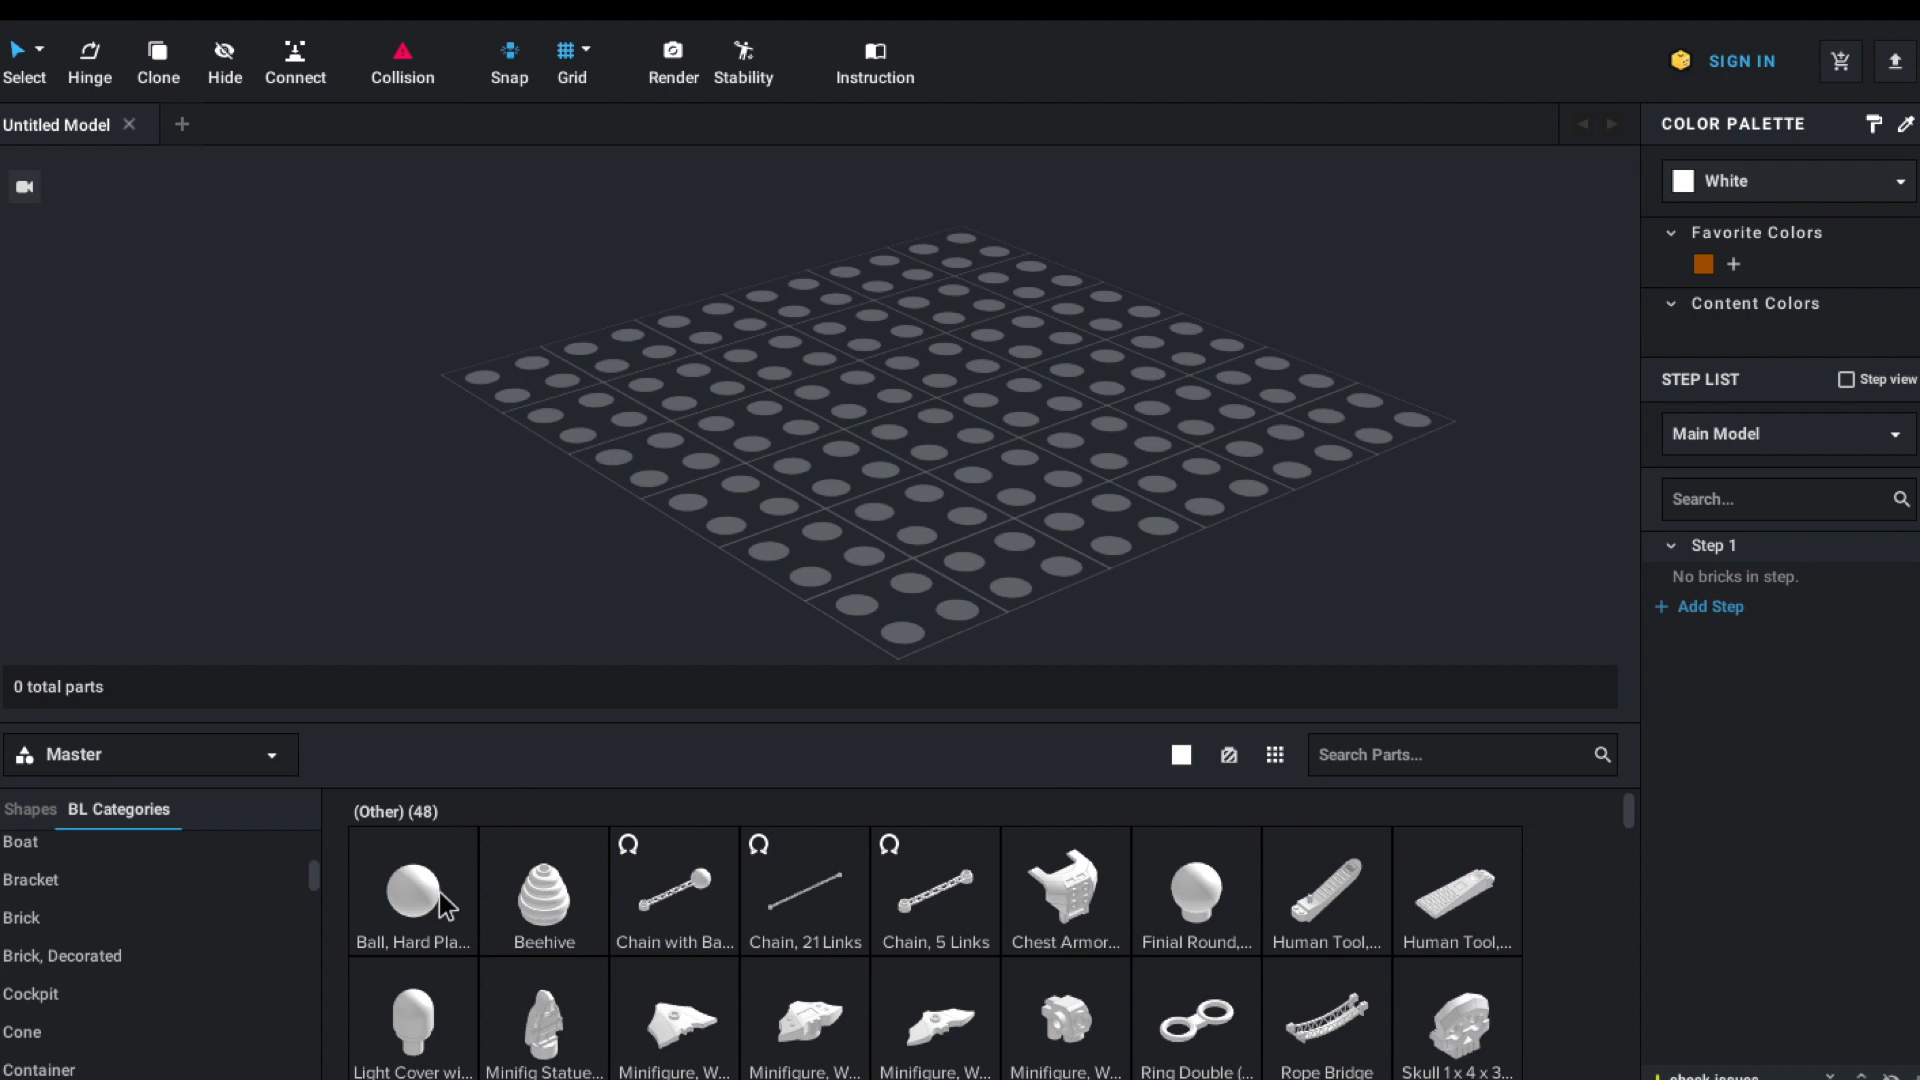 Select
Hinge
Clone
Hide
Connect
Collision
Snap
Grid
Render
Stability
Instruction
SIGN IN
Untitled Model
COLOR PALETTE
White
Favorite Colors
Content Colors
STEP LIST
Step view
Main Model
Search...
Step 1
No bricks in step.
Add Step
0 total parts
Master
Search Parts...
Shapes
BL Categories
Boat
Bracket
Brick
Brick, Decorated
Cockpit
Cone
Container
(Other) (48)
Ball, Hard Pla...
Beehive
Chain with Ba...
Chain, 21 Links
Chain, 5 Links
Chest Armor...
Finial Round,...
Human Tool,...
Human Tool,...
Light Cover wi...
Minifig Statue...
Minifigure, W...
Minifigure, W...
Minifigure, W...
Minifigure, W...
Ring Double (...
Rope Bridge
Skull 1 x 4 x 3...
check issues